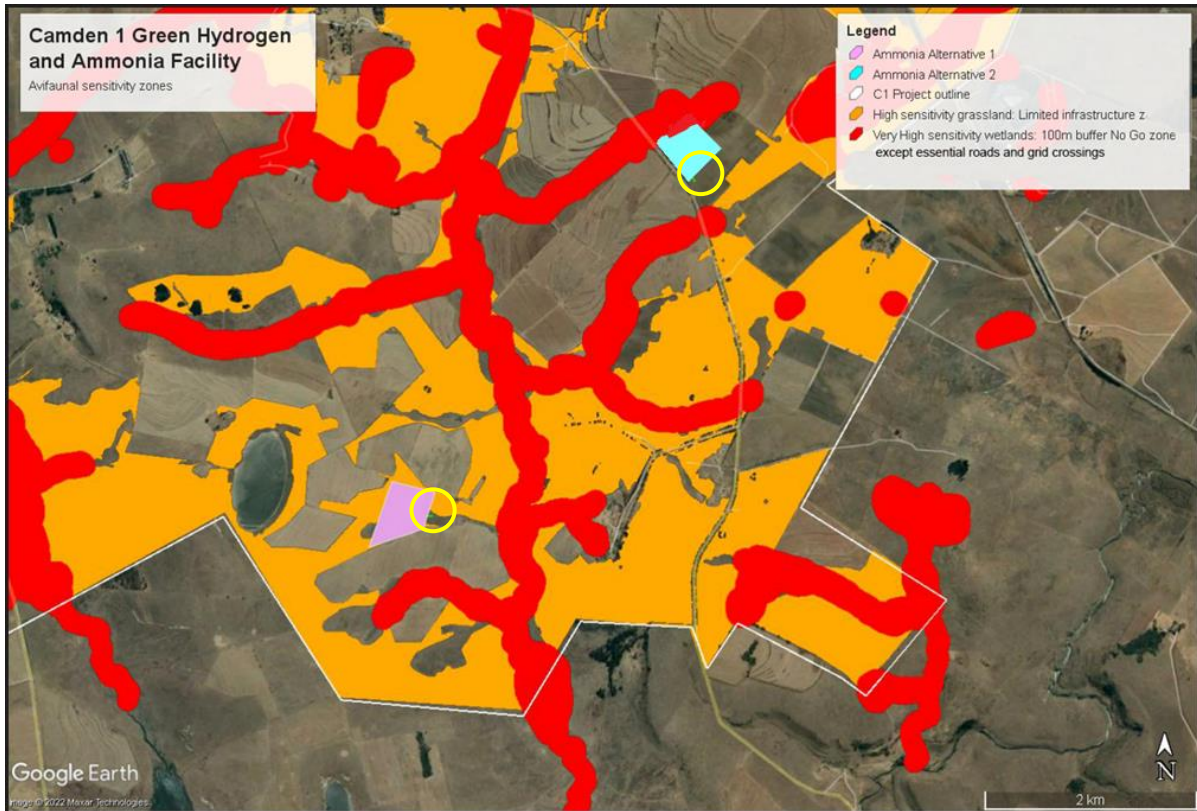 Camden 1 Green Hydrogen
and Ammonia Facility
Avifaunal sensitivity zones
Legend
Ammonia Alternative 1
Ammonia Alternative 2
C1 Project outline
High sensitivity grassland: Limited infrastructure z
Very High sensitivity wetlands: 100m buffer No Go zone
except essential roads and grid crossings
Google Earth
Image © 2022 Maxar Technologies
N
2 km